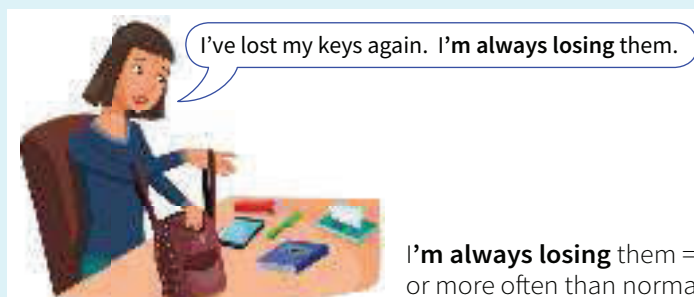 I've lost my keys again. I'm always losing them.
I'm always losing them =
or more often than norma